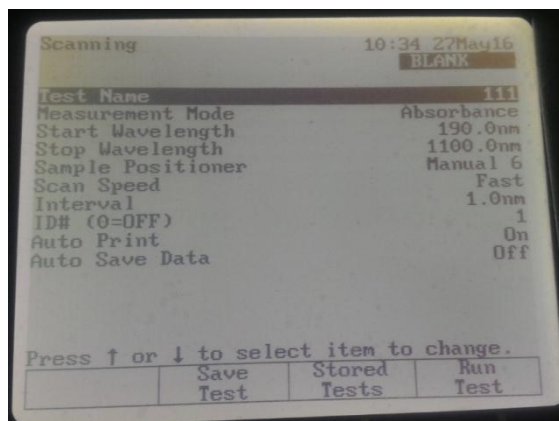 Scanning 10:34 27May16
BLANK
Test Name 111
Measurement Mode Absorbance
Start Wavelength 190.0nm
Stop Wavelength 1100.0nm
Sample Positioner Manual 6
Scan Speed Fast
Interval 1.0nm
ID# (0=OFF) 1
Auto Print On
Auto Save Data Off
Press ↑ or ↓ to select item to change.
Save Stored Run
Test Tests Test